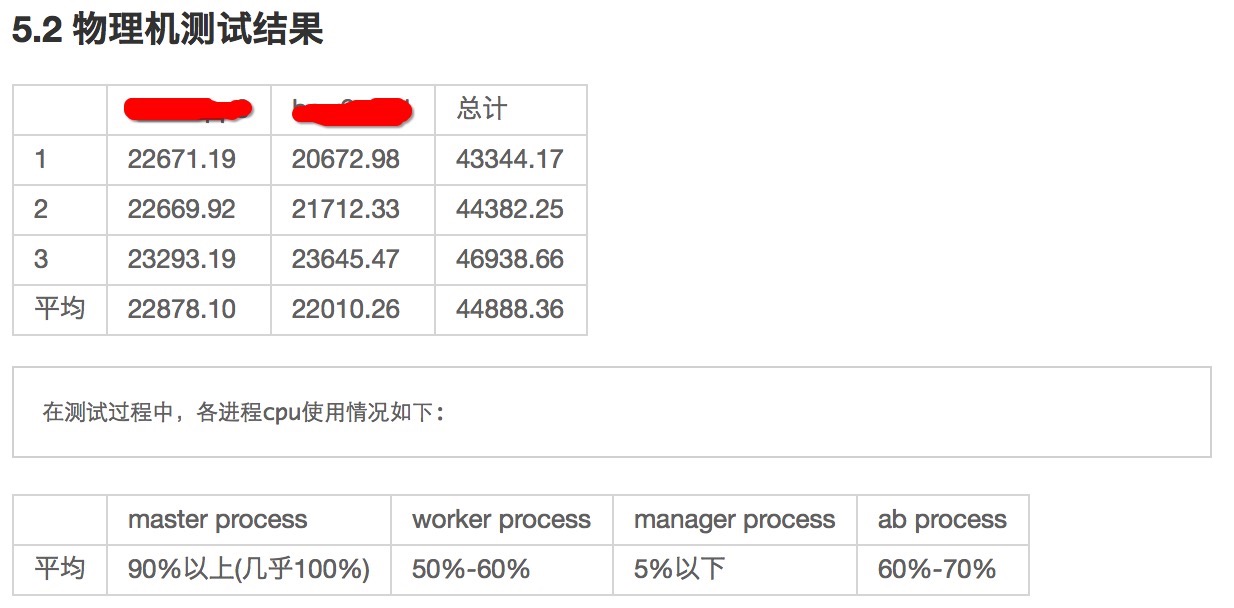 5.2 物理机测试结果
总计
1 22671.19 20672.98 43344.17
2 22669.92 21712.33 44382.25
3 23293.19 23645.47 46938.66
平均 22878.10 22010.26 44888.36
在测试过程中，各进程cpu使用情况如下：
master process worker process manager process ab process
平均 90%以上(几乎100%) 50%-60% 5%以下 60%-70%